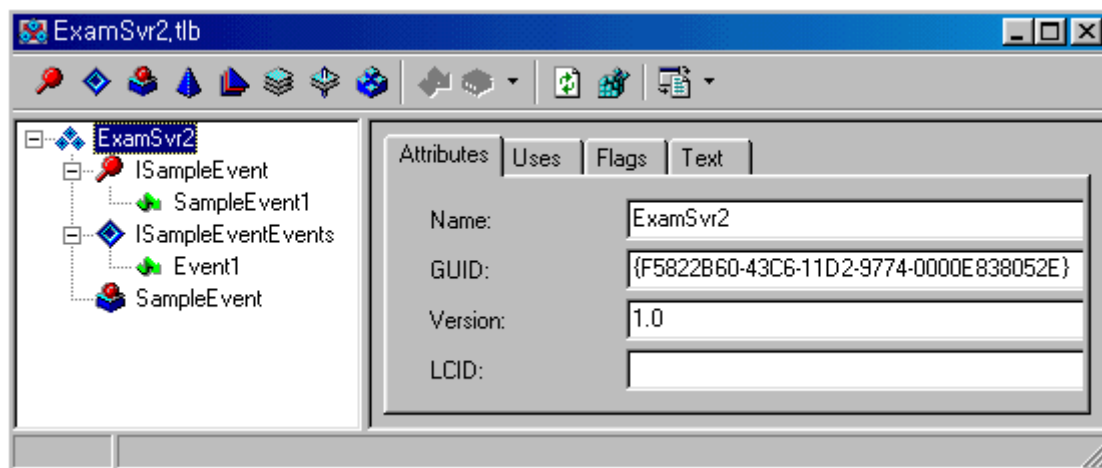 ExamSvr2.tlb
ExamSvr2
ISampleEvent
SampleEvent1
ISampleEventEvents
Event1
SampleEvent
Attributes
Uses
Flags
Text
Name:
ExamSvr2
GUID:
{F5822B60-43C6-11D2-9774-0000E838052E}
Version:
1.0
LCID: